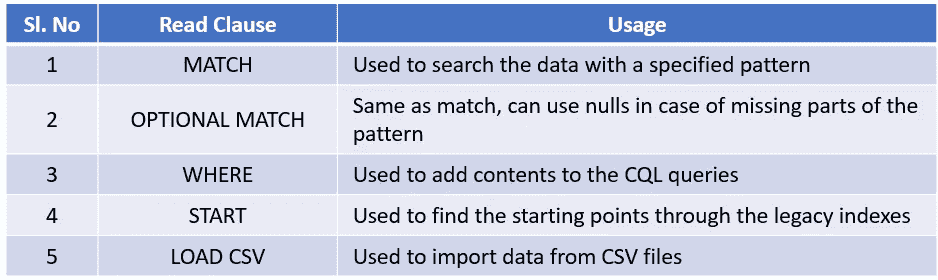 Sl. No Read Clause Usage
1 MATCH Used to search the data with a specified pattern
2 OPTIONAL MATCH Same as match, can use nulls in case of missing parts of the
pattern
3 WHERE Used to add contents to the CQL queries
4 START Used to find the starting points through the legacy indexes
5 LOAD CSV Used to import data from CSV files